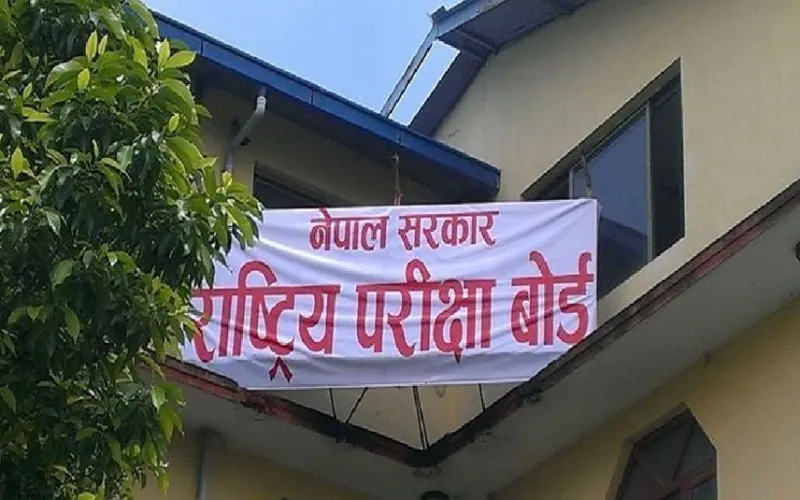 नेपाल सरकार
राष्ट्रिय परीक्षा बोर्ड